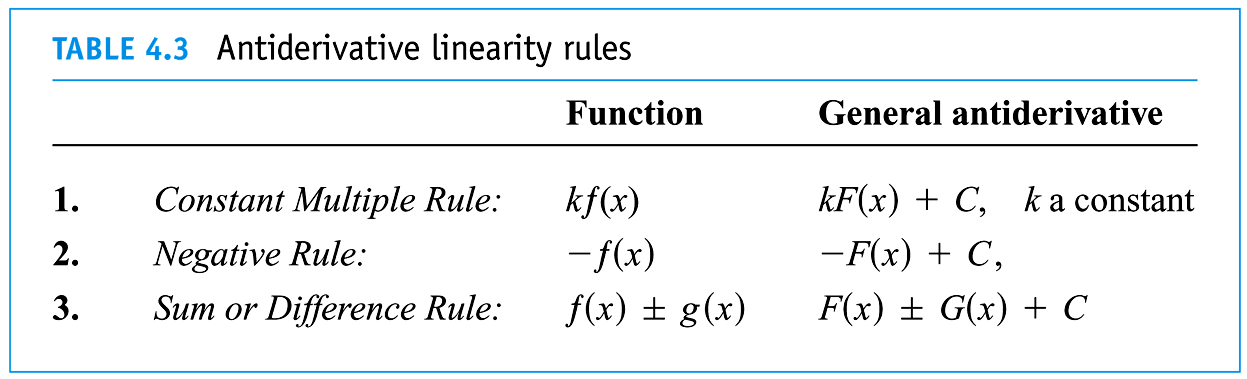 TABLE 4.3 Antiderivative linearity rules
Function General antiderivative
1. Constant Multiple Rule: kf(x) kF(x) + C, k a constant
2. Negative Rule: −f(x) −F(x) + C,
3. Sum or Difference Rule: f(x) ± g(x) F(x) ± G(x) + C